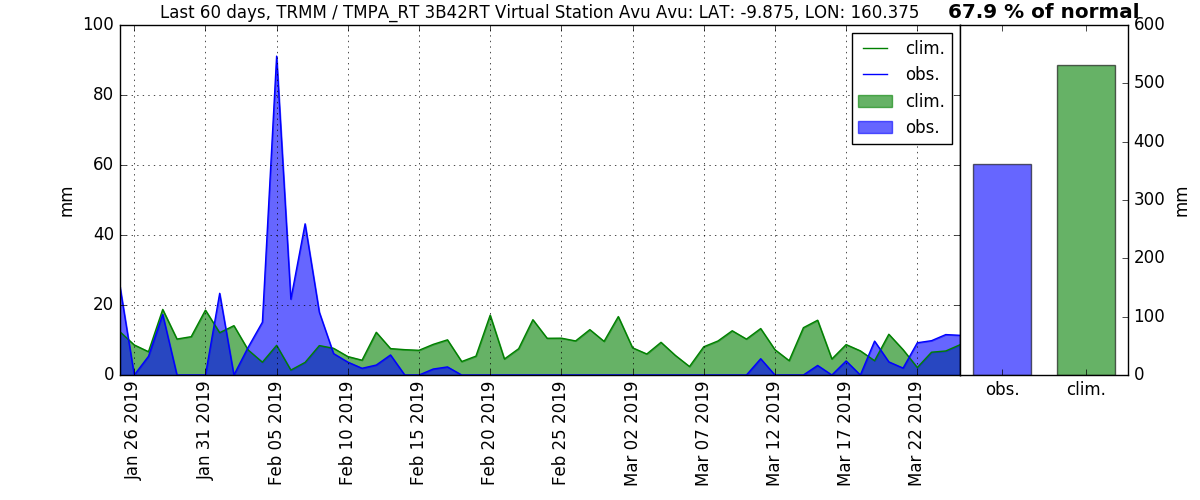 Last 60 days, TRMM / TMPA_RT 3B42RT Virtual Station Avu Avu: LAT: -9.875, LON: 160.375
67.9 % of normal
100
80
60
40
20
0
mm
clim.
obs.
clim.
obs.
600
500
400
300
200
100
0
mm
obs.
clim.
Jan 26 2019
Jan 31 2019
Feb 05 2019
Feb 10 2019
Feb 15 2019
Feb 20 2019
Feb 25 2019
Mar 02 2019
Mar 07 2019
Mar 12 2019
Mar 17 2019
Mar 22 2019